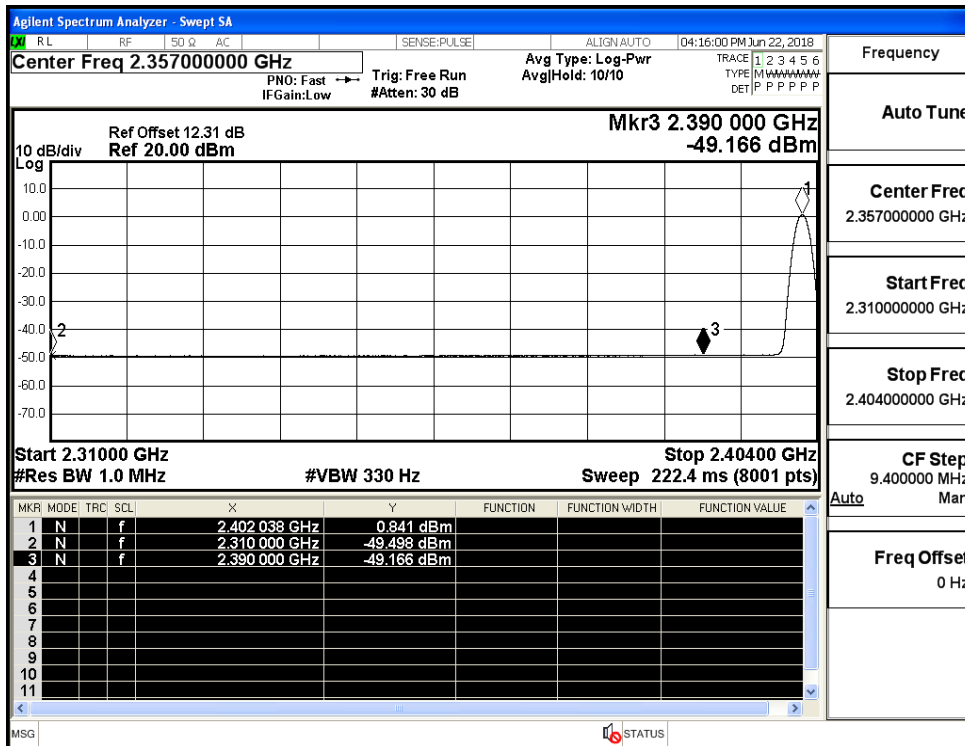 Agilent Spectrum Analyzer - Swept SA
LXI RL RF 50 Ω AC SENSE:PULSE ALIGNAUTO 04:16:00 PM Jun 22, 2018
Center Freq 2.357000000 GHz
PNO: Fast
IFGain:Low
Trig: Free Run
#Atten: 30 dB
Avg Type: Log-Pwr
Avg|Hold: 10/10
TRACE 1 2 3 4 5 6
TYPE M
DET P P P P P P
Mkr3 2.390 000 GHz
-49.166 dBm
Ref Offset 12.31 dB
10 dB/div Ref 20.00 dBm
Log
10.0
0.00
-10.0
-20.0
-30.0
-40.0
-50.0
-60.0
-70.0
1
2
3
Start 2.31000 GHz Stop 2.40400 GHz
#Res BW 1.0 MHz #VBW 330 Hz Sweep 222.4 ms (8001 pts)
MKR MODE TRC SCL X Y FUNCTION FUNCTION WIDTH FUNCTION VALUE
1 N f 2.402 038 GHz 0.841 dBm
2 N f 2.310 000 GHz -49.498 dBm
3 N f 2.390 000 GHz -49.166 dBm
4
5
6
7
8
9
10
11
MSG STATUS
Frequency
Auto Tune
Center Freq
2.357000000 GHz
Start Freq
2.310000000 GHz
Stop Freq
2.404000000 GHz
CF Step
9.400000 MHz
Auto Man
Freq Offset
0 Hz